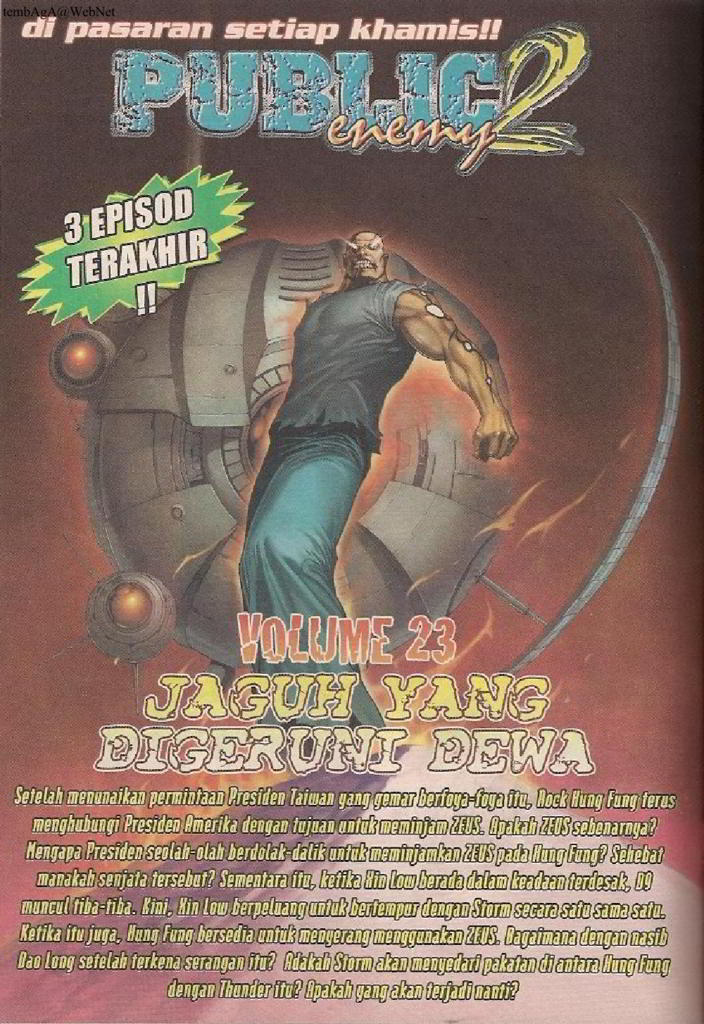 tembAgA@WebNet
di pasaran setiap khamis!!
PUBLIC
enemy 2
3 EPISOD
TERAKHIR
!!
VOLUME 23
JAGUH YANG
DIGERUNI DEWA
Setelah menunaikan permintaan Presiden Taiwan yang gemar berfoya-foya itu, Rock Hung Fung terus
menghubungi Presiden Amerika dengan tujuan untuk meminjam ZEUS. Apakah ZEUS sebenarnya?
Mengapa Presiden seolah-olah berdolak-dalik untuk meminjamkan ZEUS pada Hung Fung? Sehebat
manakah senjata tersebut? Sementara itu, ketika Xin Low berada dalam keadaan terdesak, D9
muncul tiba-tiba. Kini, Xin Low berpeluang untuk bertempur dengan Storm secara satu sama satu.
Ketika itu juga, Hung Fung bersedia untuk menyerang menggunakan ZEUS. Bagaimana dengan nasib
Bao Long setelah terkena serangan itu? Adakah Storm akan menyedari pakatan di antara Hung Fung
dengan Thunder itu? Apakah yang akan terjadi nanti?